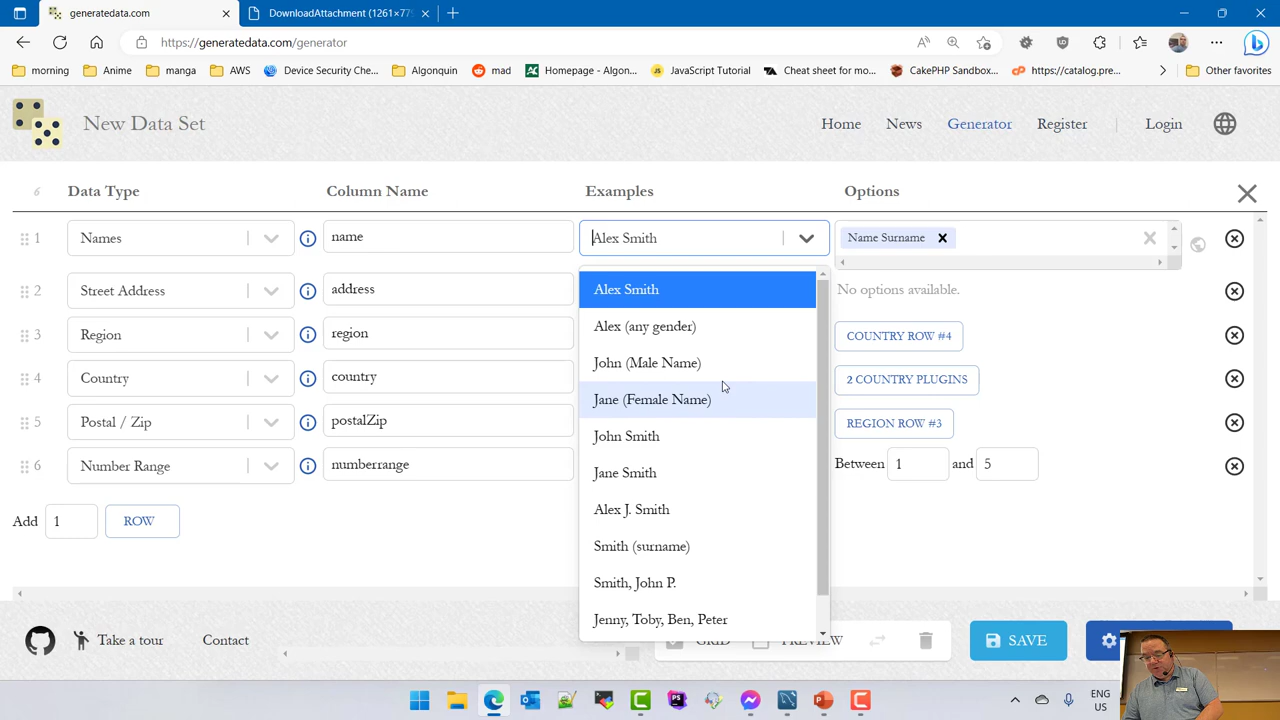 generatedata.com
DownloadAttachment (1261×77
https://generatedata.com/generator
morning
Anime
manga
AWS
Device Security Che...
Algonquin
mad
Homepage - Algon...
JavaScript Tutorial
Cheat sheet for mo...
CakePHP Sandbox...
https://catalog.pre...
Other favorites
New Data Set
Home
News
Generator
Register
Login
6
Data Type
Column Name
Examples
Options
1
Names
name
Alex Smith
Name Surname
2
Street Address
address
No options available.
3
Region
region
COUNTRY ROW #4
4
Country
country
2 COUNTRY PLUGINS
5
Postal / Zip
postalZip
REGION ROW #3
6
Number Range
numberrange
Between
1
and
5
Alex Smith
Alex (any gender)
John (Male Name)
Jane (Female Name)
John Smith
Jane Smith
Alex J. Smith
Smith (surname)
Smith, John P.
Jenny, Toby, Ben, Peter
Add
1
ROW
Take a tour
Contact
GRID
PREVIEW
SAVE
ENG
US